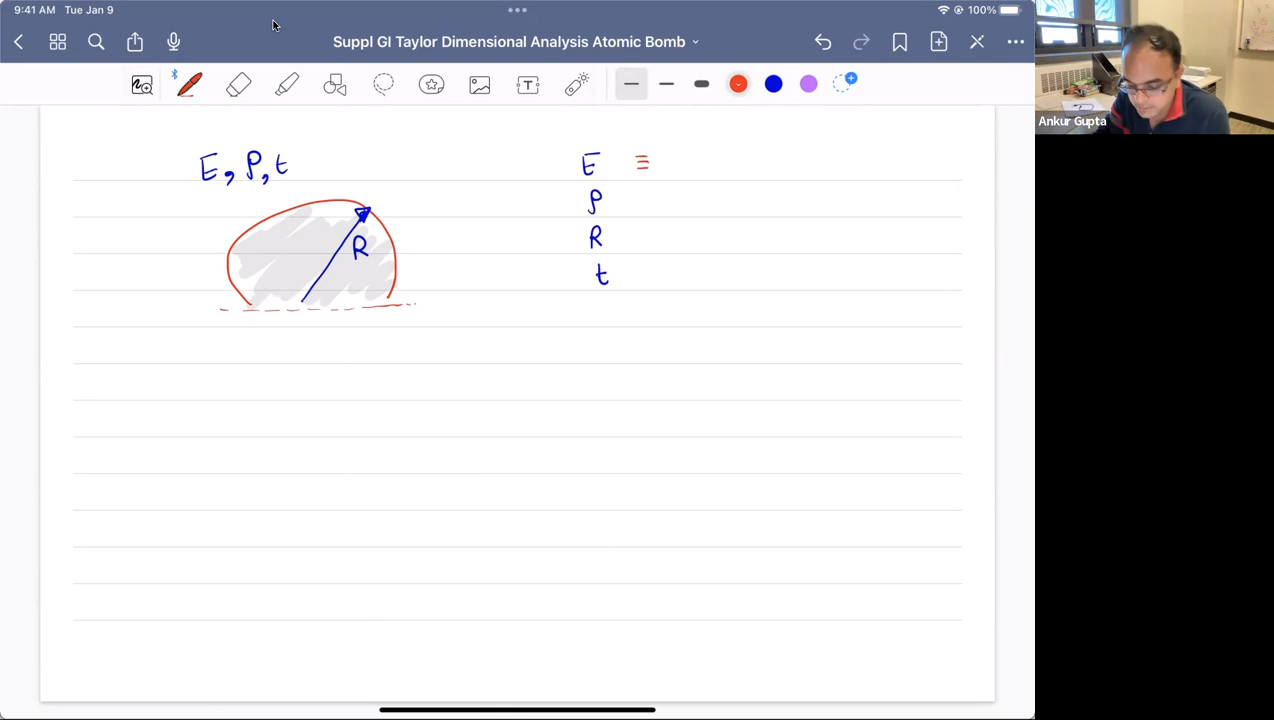 9:41 AM Tue Jan 9
100%
Suppl GI Taylor Dimensional Analysis Atomic Bomb
Ankur Gupta
E, ρ, t
R
E ≡
ρ
R
t